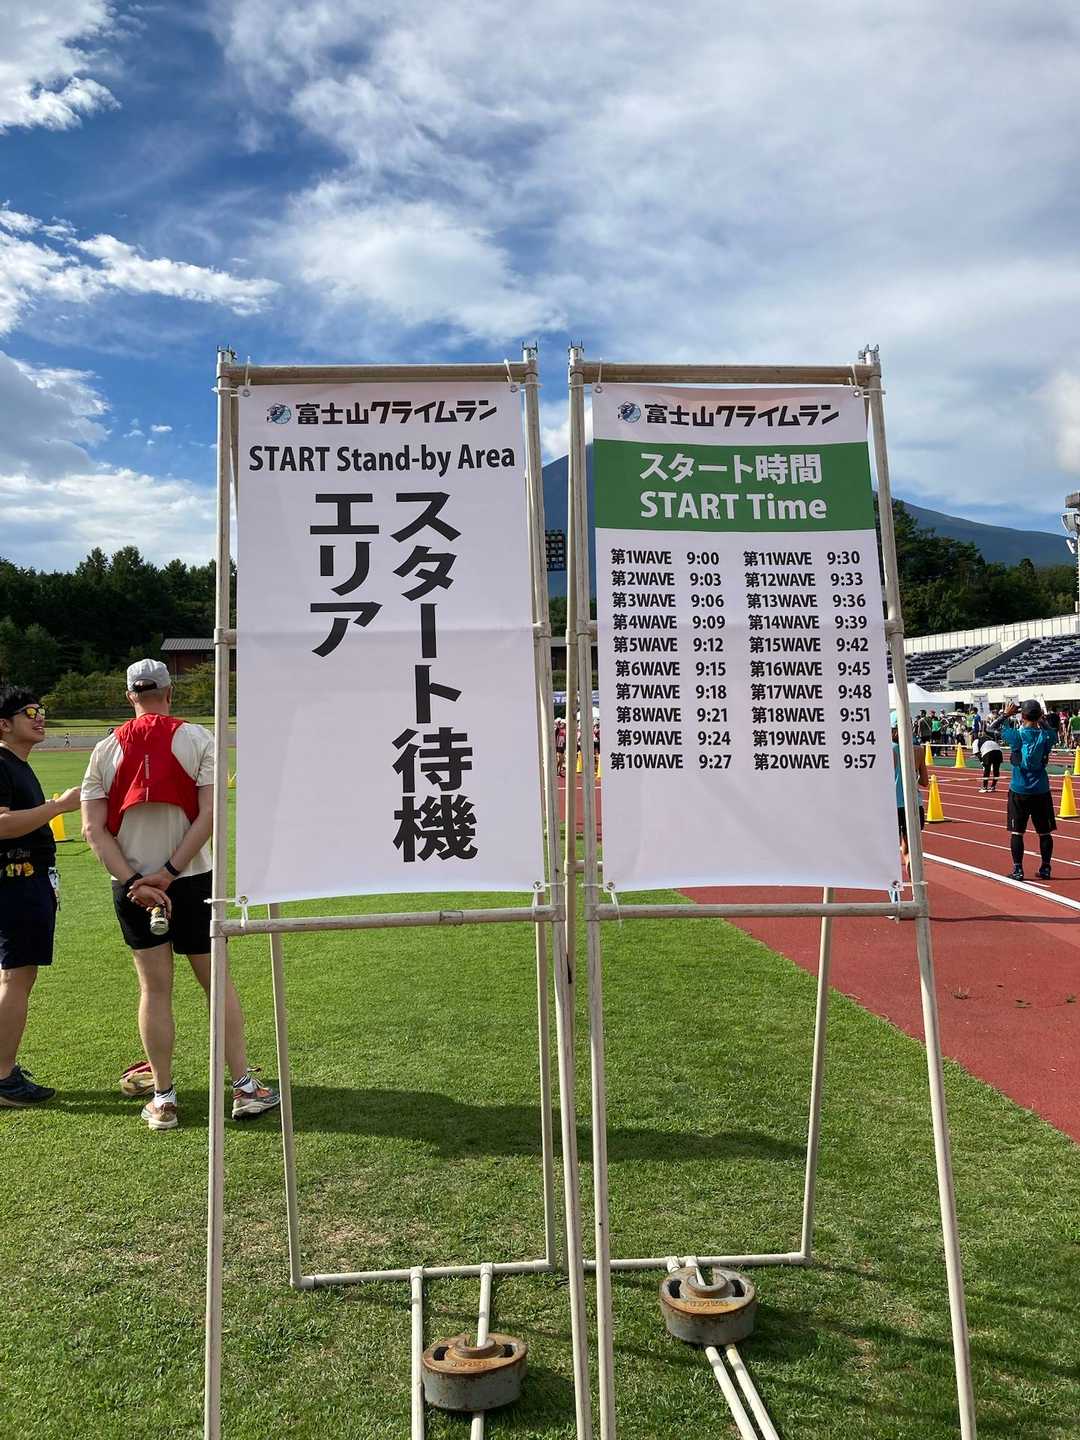 富士山クライムラン
START Stand-by Area
スタート待機
エリア
富士山クライムラン
スタート時間
START Time
第1WAVE 9:00 第11WAVE 9:30
第2WAVE 9:03 第12WAVE 9:33
第3WAVE 9:06 第13WAVE 9:36
第4WAVE 9:09 第14WAVE 9:39
第5WAVE 9:12 第15WAVE 9:42
第6WAVE 9:15 第16WAVE 9:45
第7WAVE 9:18 第17WAVE 9:48
第8WAVE 9:21 第18WAVE 9:51
第9WAVE 9:24 第19WAVE 9:54
第10WAVE 9:27 第20WAVE 9:57